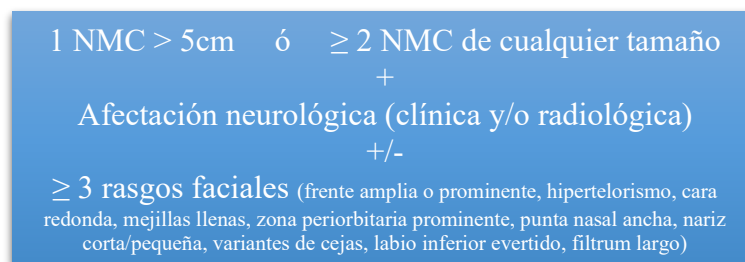 1 NMC > 5cm ó ≥ 2 NMC de cualquier tamaño
+
Afectación neurológica (clínica y/o radiológica)
+/-
≥ 3 rasgos faciales (frente amplia o prominente, hipertelorismo, cara
redonda, mejillas llenas, zona periorbitaria prominente, punta nasal ancha, nariz
corta/pequeña, variantes de cejas, labio inferior evertido, filtrum largo)